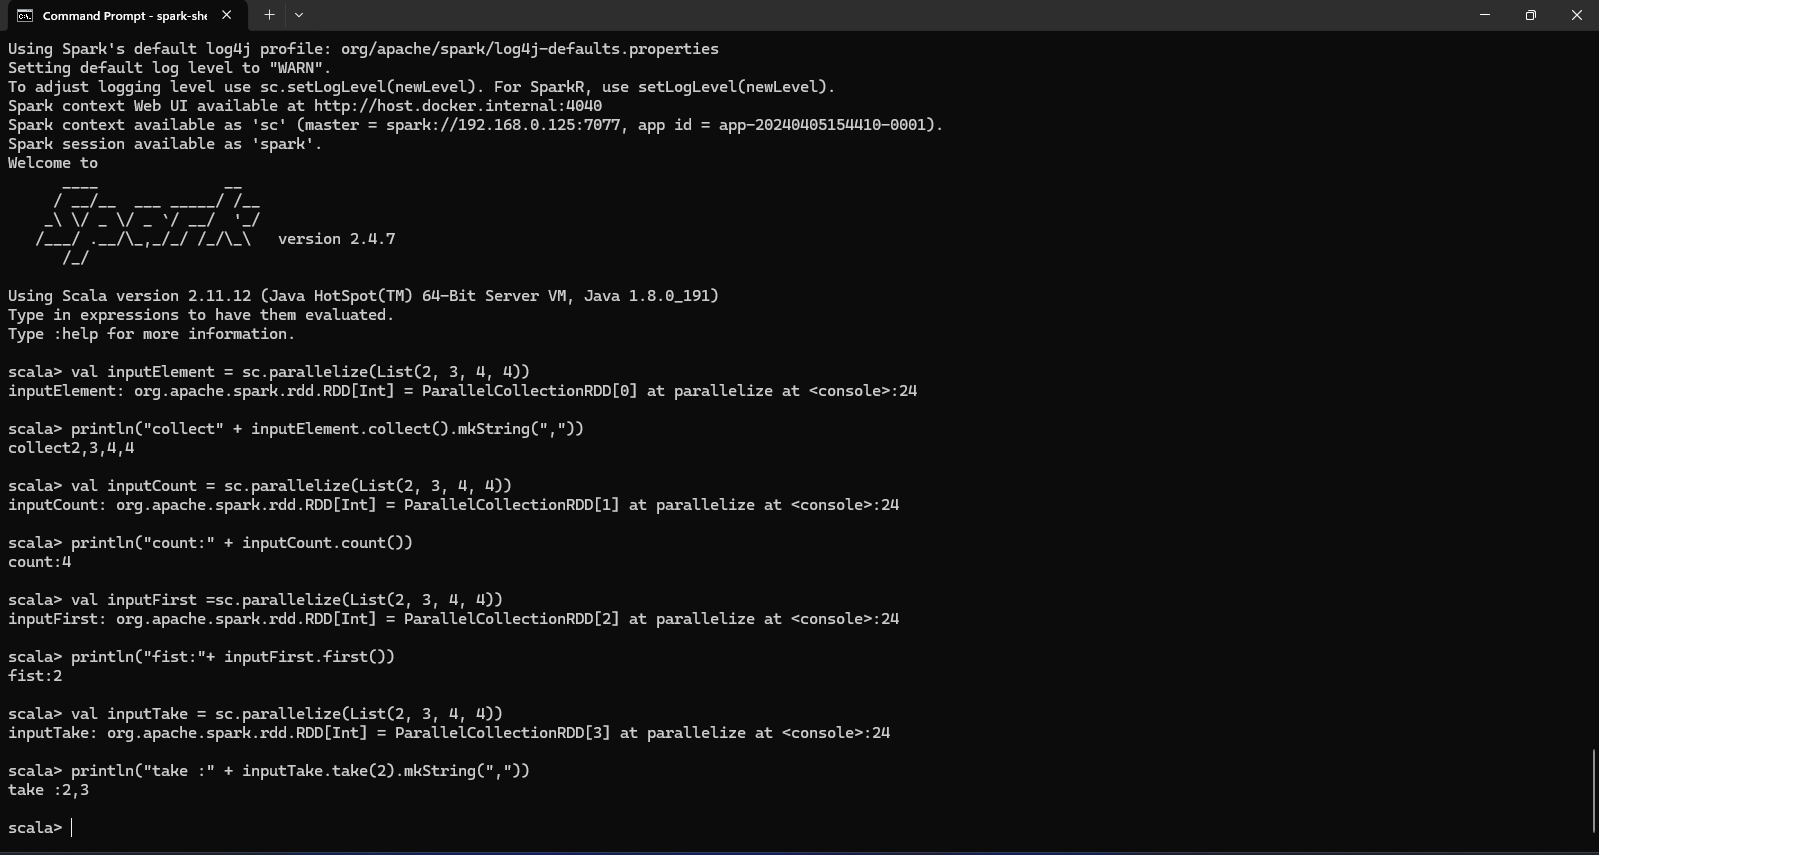 Command Prompt - spark-she
Using Spark's default log4j profile: org/apache/spark/log4j-defaults.properties
Setting default log level to "WARN".
To adjust logging level use sc.setLogLevel(newLevel). For SparkR, use setLogLevel(newLevel).
Spark context Web UI available at http://host.docker.internal:4040
Spark context available as 'sc' (master = spark://192.168.0.125:7077, app id = app-20240405154410-0001).
Spark session available as 'spark'.
Welcome to
      ____              __
     / __/__  ___ _____/ /__
    _\ \/ _ \/ _ `/ __/  '_/
   /___/ .__/\_,_/_/ /_/\_\   version 2.4.7
      /_/
Using Scala version 2.11.12 (Java HotSpot(TM) 64-Bit Server VM, Java 1.8.0_191)
Type in expressions to have them evaluated.
Type :help for more information.
scala> val inputElement = sc.parallelize(List(2, 3, 4, 4))
inputElement: org.apache.spark.rdd.RDD[Int] = ParallelCollectionRDD[0] at parallelize at <console>:24
scala> println("collect" + inputElement.collect().mkString(","))
collect2,3,4,4
scala> val inputCount = sc.parallelize(List(2, 3, 4, 4))
inputCount: org.apache.spark.rdd.RDD[Int] = ParallelCollectionRDD[1] at parallelize at <console>:24
scala> println("count:" + inputCount.count())
count:4
scala> val inputFirst =sc.parallelize(List(2, 3, 4, 4))
inputFirst: org.apache.spark.rdd.RDD[Int] = ParallelCollectionRDD[2] at parallelize at <console>:24
scala> println("fist:"+ inputFirst.first())
fist:2
scala> val inputTake = sc.parallelize(List(2, 3, 4, 4))
inputTake: org.apache.spark.rdd.RDD[Int] = ParallelCollectionRDD[3] at parallelize at <console>:24
scala> println("take :" + inputTake.take(2).mkString(","))
take :2,3
scala>